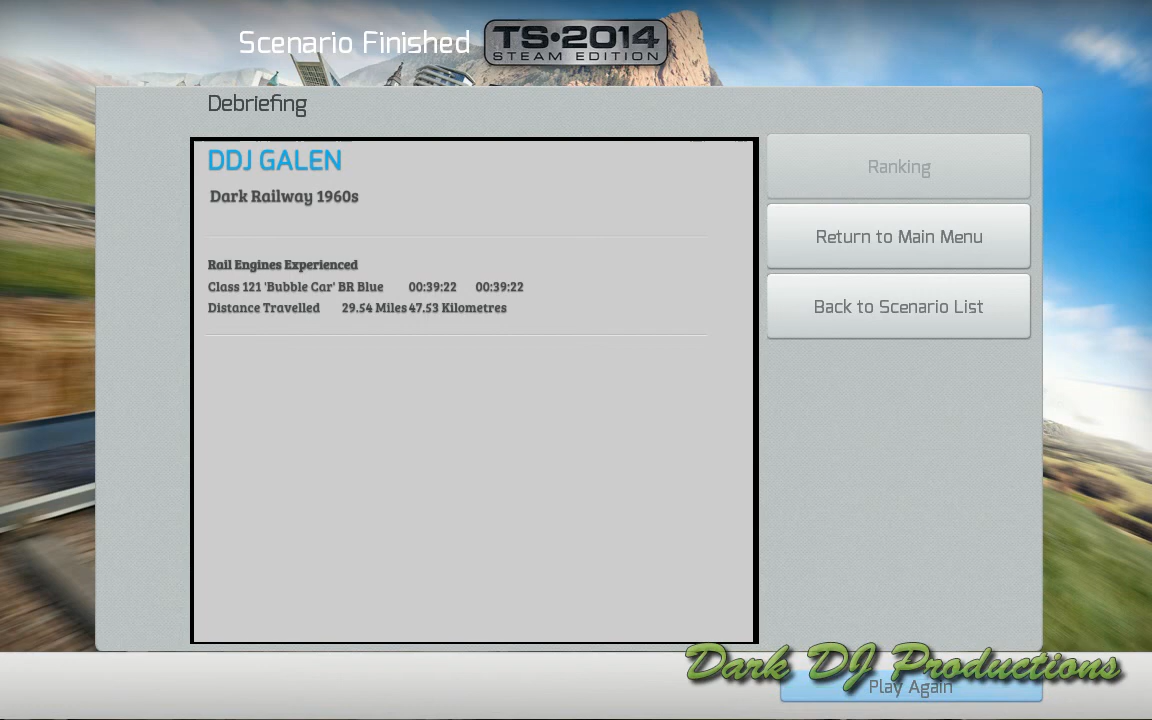 Scenario Finished
TS•2014
STEAM EDITION
Debriefing
DDJ GALEN
Dark Railway 1960s
Rail Engines Experienced
Class 121 'Bubble Car' BR Blue 00:39:22 00:39:22
Distance Travelled 29.54 Miles 47.53 Kilometres
Ranking
Return to Main Menu
Back to Scenario List
Dark DJ Productions
Play Again